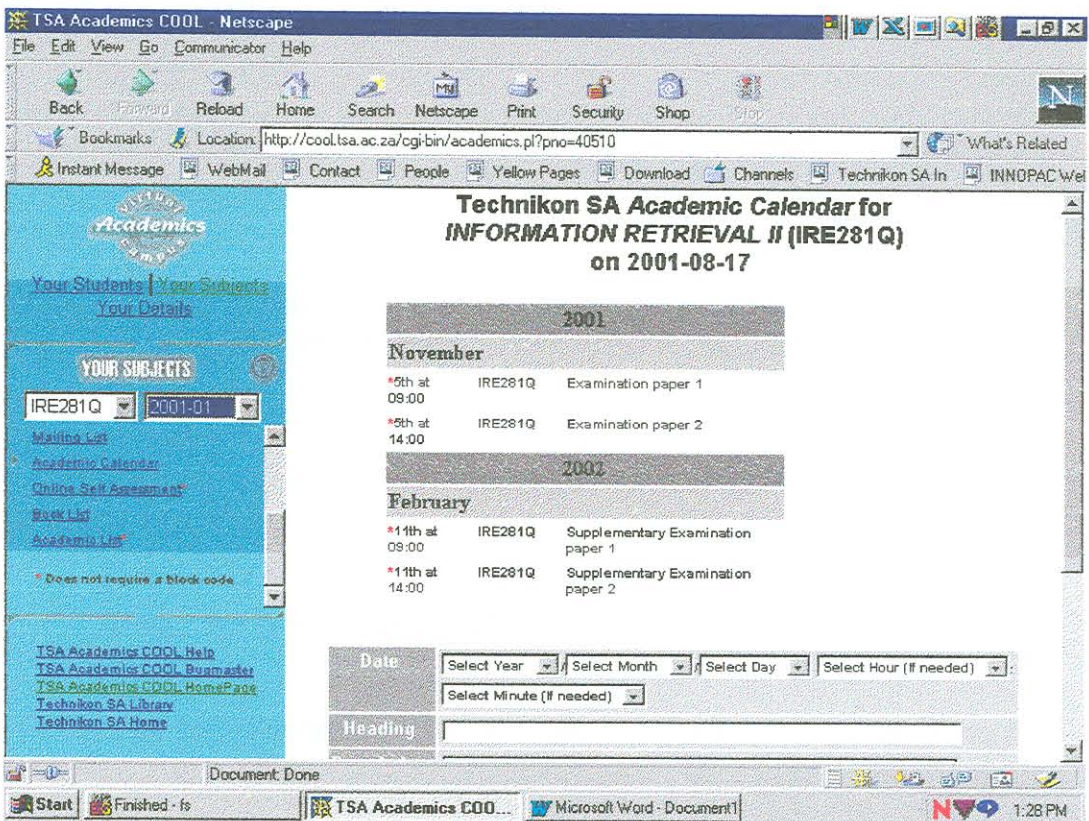 TSA Academics COOL - Netscape
File Edit View Go Communicator Help
Back Forward Reload Home Search Netscape Print Security Shop Stop
Bookmarks Location: http://cool.tsa.ac.za/cgi-bin/academics.pl?pno=40510 What's Related
Instant Message WebMail Contact People Yellow Pages Download Channels Technikon SA In INNOPAC Wel
Virtual
Academics
Campus
Your Students | Your Subjects
Your Details
YOUR SUBJECTS
IRE281Q 2001-01
Mailing List
Academic Calendar
Online Self Assessment*
Book List
Academic List*
* Does not require a block code
TSA Academics COOL Help
TSA Academics COOL Bugmaster
TSA Academics COOL HomePage
Technikon SA Library
Technikon SA Home
Technikon SA Academic Calendar for
INFORMATION RETRIEVAL II (IRE281Q)
on 2001-08-17
2001
November
*5th at IRE281Q Examination paper 1
09:00
*5th at IRE281Q Examination paper 2
14:00
2002
February
*11th at IRE281Q Supplementary Examination
09:00 paper 1
*11th at IRE281Q Supplementary Examination
14:00 paper 2
Date Select Year / Select Month / Select Day Select Hour (If needed) :
Select Minute (If needed)
Heading
Document: Done
Start Finished - fs TSA Academics COO... Microsoft Word - Document1 1:28 PM